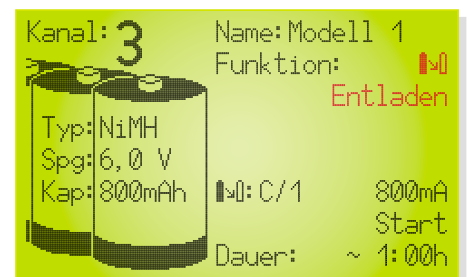 Kanal: 3
Name: Modell 1
Funktion:
Entladen
Typ: NiMH
Spg: 6,0 V
Kap: 800mAh
: C/1 800mA
Start
Dauer: ~ 1:00h